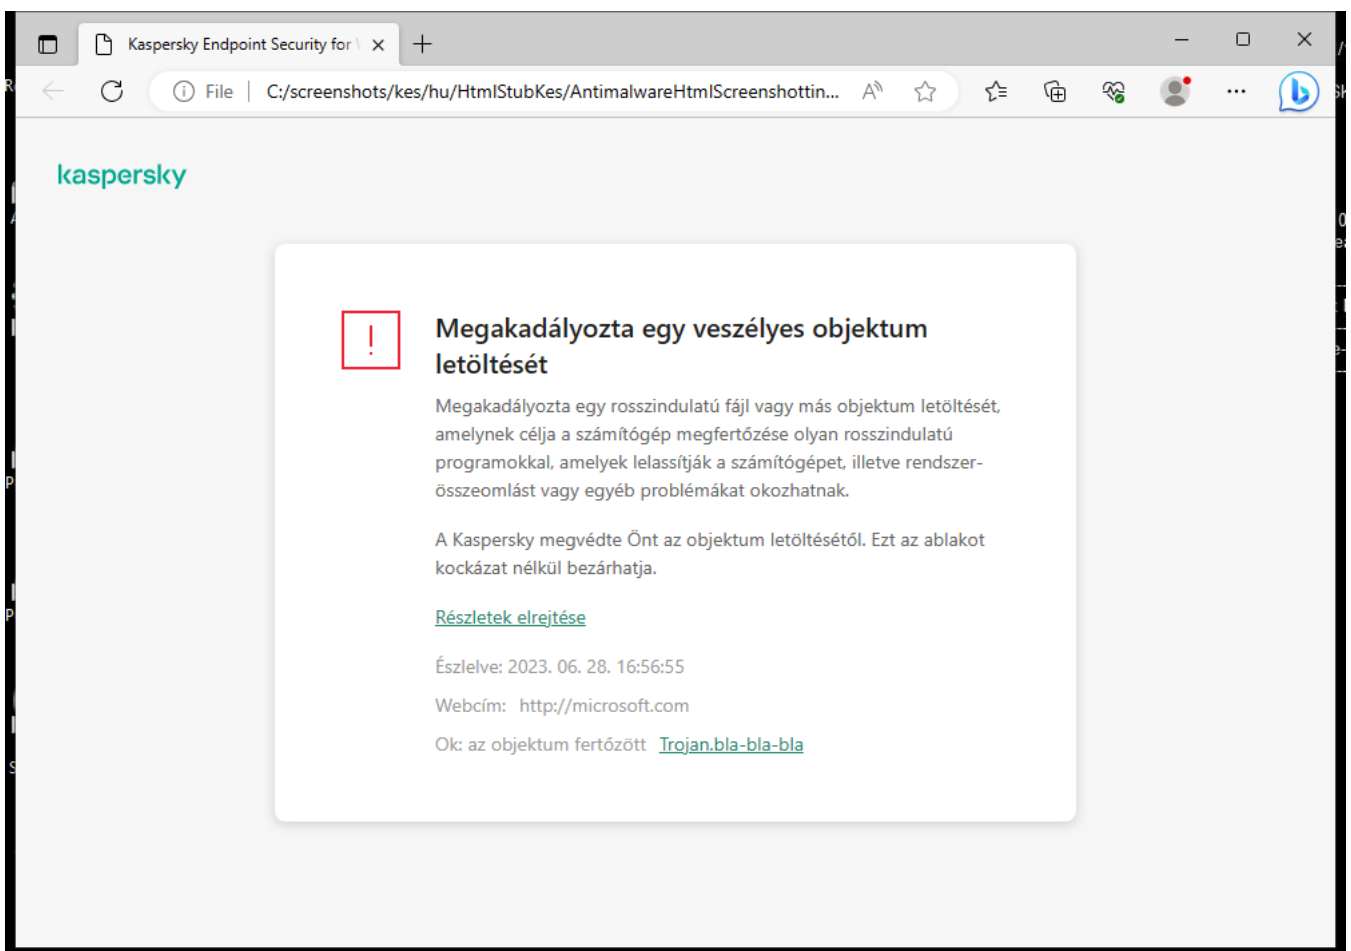 Kaspersky Endpoint Security for
File
C:/screenshots/kes/hu/HtmlStubKes/AntimalwareHtmlScreenshottin...
kaspersky
Megakadályozta egy veszélyes objektum
letöltését
Megakadályozta egy rosszindulatú fájl vagy más objektum letöltését,
amelynek célja a számítógép megfertőzése olyan rosszindulatú
programokkal, amelyek lelassítják a számítógépet, illetve rendszer-
összeomlást vagy egyéb problémákat okozhatnak.
A Kaspersky megvédte Önt az objektum letöltésétől. Ezt az ablakot
kockázat nélkül bezárhatja.
Részletek elrejtése
Észlelve: 2023. 06. 28. 16:56:55
Webcím: http://microsoft.com
Ok: az objektum fertőzött Trojan.bla-bla-bla